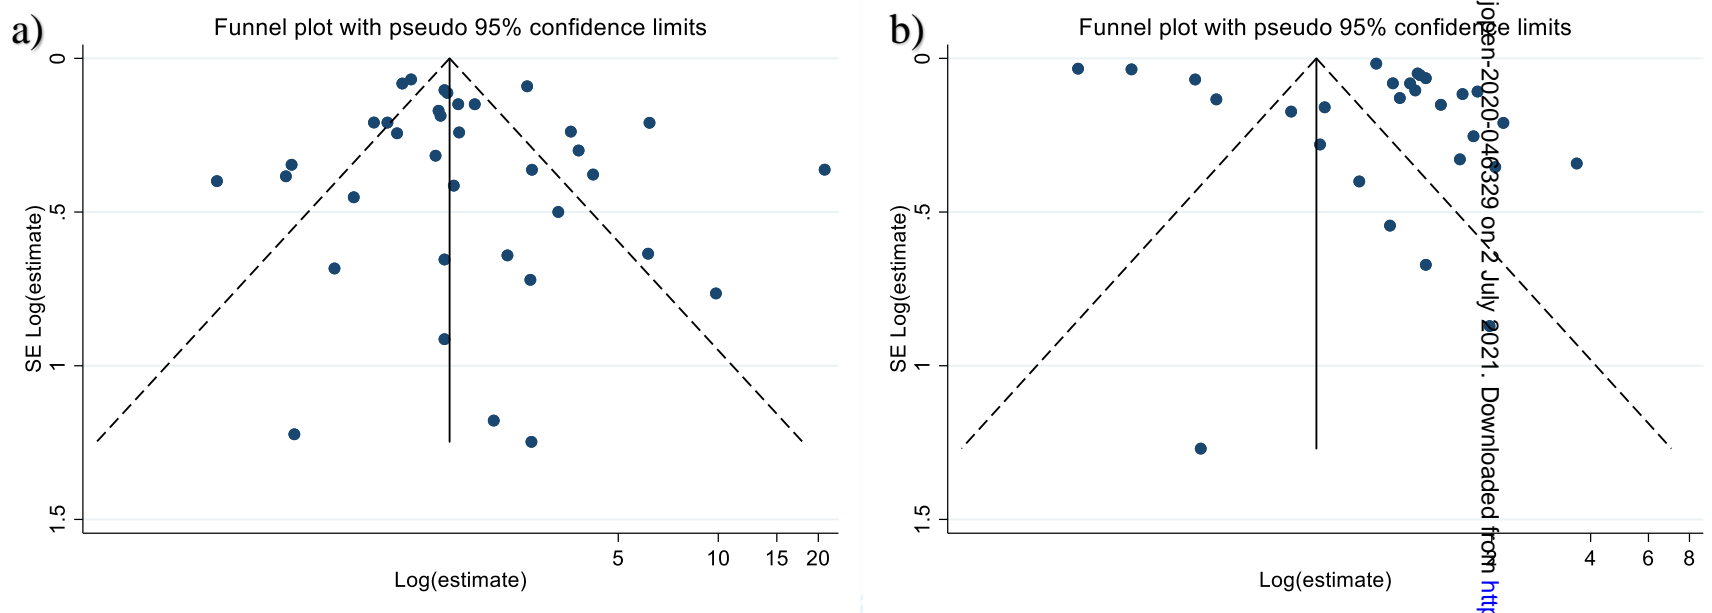 a)
Funnel plot with pseudo 95% confidence limits
0
.5
1
1.5
SE Log(estimate)
5 10 15 20
Log(estimate)
b)
Funnel plot with pseudo 95% confidence limits
0
.5
1
1.5
SE Log(estimate)
4 6 8
Log(estimate)
jopen-2020-046329 on 2 July 2021. Downloaded from http